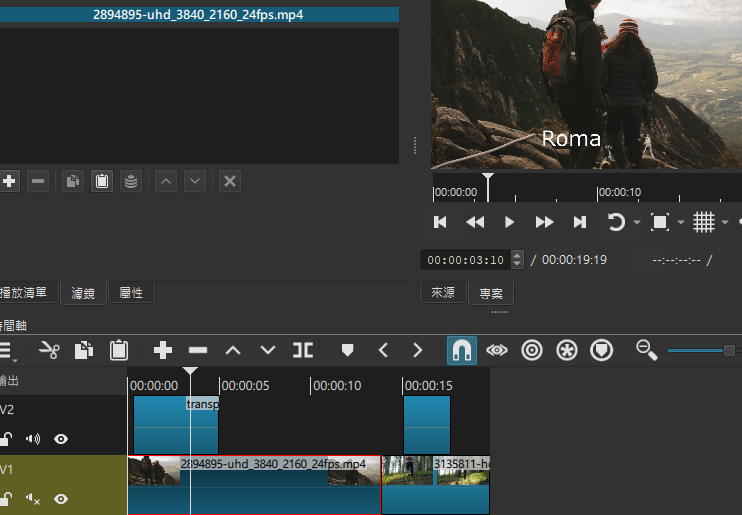 2894895-uhd_3840_2160_24fps.mp4
Roma
00:00:00
00:00:10
00:00:03:10 / 00:00:19:19
--:--:--:-- /
播放清單
濾鏡
屬性
來源
專案
時間軸
輸出
00:00:00
00:00:05
00:00:10
00:00:15
V2
transp
V1
2894895-uhd_3840_2160_24fps.mp4
3135811-h